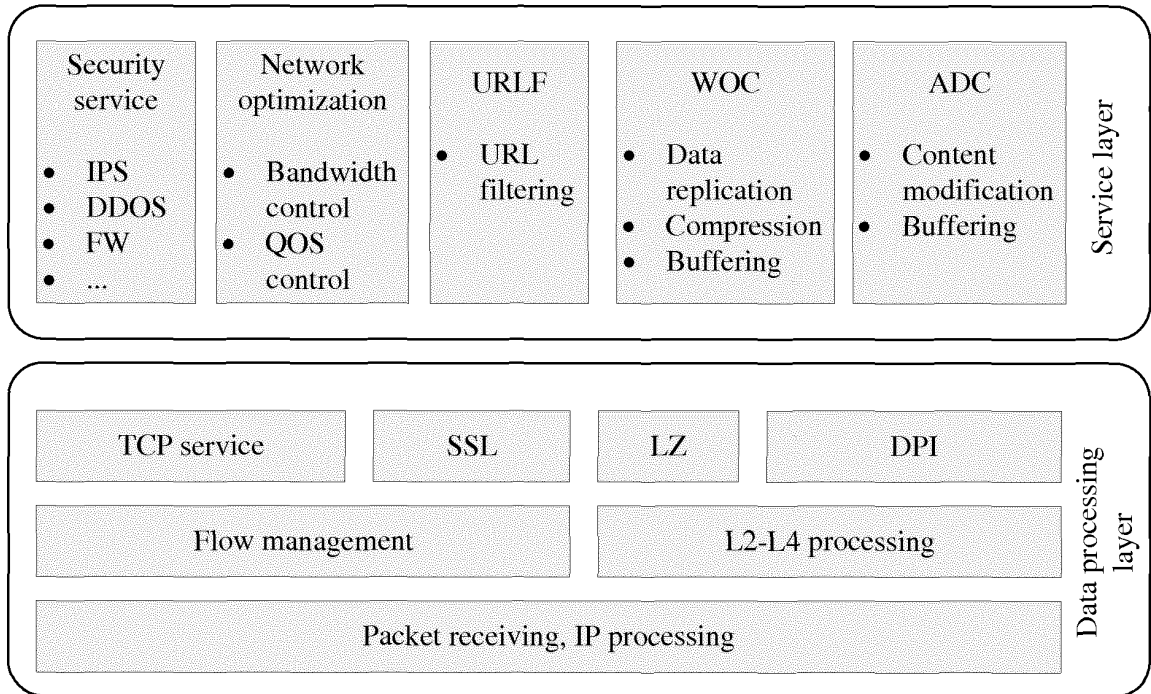 Security
service
• IPS
• DDOS
• FW
• ...
Network
optimization
• Bandwidth
control
• QOS
control
URLF
• URL
filtering
WOC
• Data
replication
• Compression
• Buffering
ADC
• Content
modification
• Buffering
Service layer
TCP service
SSL
LZ
DPI
Flow management
L2-L4 processing
Packet receiving, IP processing
Data processing
layer